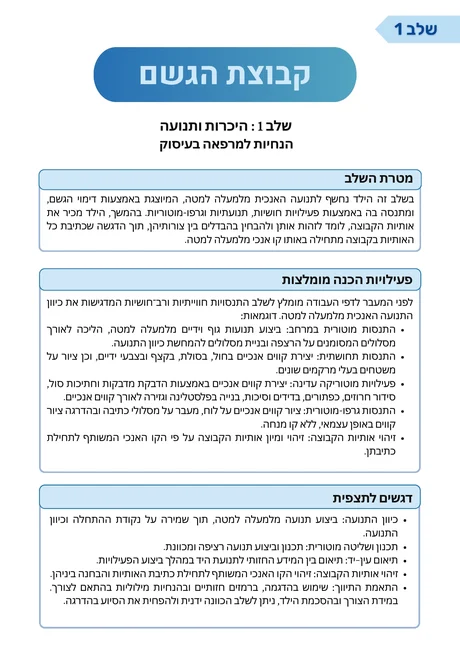 שלב 1
קבוצת הגשם
שלב 1: היכרות ותנועה
הנחיות למרפאה בעיסוק
מטרת השלב
בשלב זה הילד נחשף לתנועה האנכית מלמעלה למטה, המיוצגת באמצעות דימוי הגשם,
ומתנסה בה באמצעות פעילויות חושיות, תנועתיות וגרפו-מוטוריות. בהמשך, הילד מכיר את
אותיות הקבוצה, לומד לזהות אותן ולהבחין בהבדלים בין צורותיהן, תוך הדגשה שכתיבת כל
האותיות בקבוצה מתחילה באותו קו אנכי מלמעלה למטה.
פעילויות הכנה מומלצות
לפני המעבר לדפי העבודה מומלץ לשלב התנסויות חווייתיות ורב־חושיות המדגישות את כיוון
התנועה האנכית מלמעלה למטה. דוגמאות:
• התנסות מוטורית במרחב: ביצוע תנועות גוף וידיים מלמעלה למטה, הליכה לאורך
מסלולים המסומנים על הרצפה ובניית מסלולים להמחשת כיוון התנועה.
• התנסות תחושתית: יצירת קווים אנכיים בחול, בסולת, בקצף ובצבעי ידיים, וכן ציור על
משטחים בעלי מרקמים שונים.
• פעילויות מוטוריקה עדינה: יצירת קווים אנכיים באמצעות הדבקת מדבקות וחתיכות סול,
סידור חרוזים, כפתורים, בדידים וסיכות, בנייה בפלסטלינה וגזירה לאורך קווים אנכיים.
• התנסות גרפו-מוטורית: ציור קווים אנכיים על לוח, מעבר על מסלולי כתיבה ובהדרגה ציור
קווים באופן עצמאי, ללא קו מנחה.
• זיהוי אותיות הקבוצה: זיהוי ומיון אותיות הקבוצה על פי הקו האנכי המשותף לתחילת
כתיבתן.
דגשים לתצפית
• כיוון התנועה: ביצוע תנועה מלמעלה למטה, תוך שמירה על נקודת ההתחלה וכיוון
התנועה.
• תכנון ושליטה מוטורית: תכנון וביצוע תנועה רציפה ומכוונת.
• תיאום עין־יד: תיאום בין המידע החזותי לתנועת היד במהלך ביצוע הפעילויות.
• זיהוי אותיות הקבוצה: זיהוי הקו האנכי המשותף לתחילת כתיבת האותיות והבחנה ביניהן.
• התאמת התיווך: שימוש בהדגמה, ברמזים חזותיים ובהנחיות מילוליות בהתאם לצורך.
במידת הצורך ובהסכמת הילד, ניתן לשלב הכוונה ידנית ולהפחית את הסיוע בהדרגה.